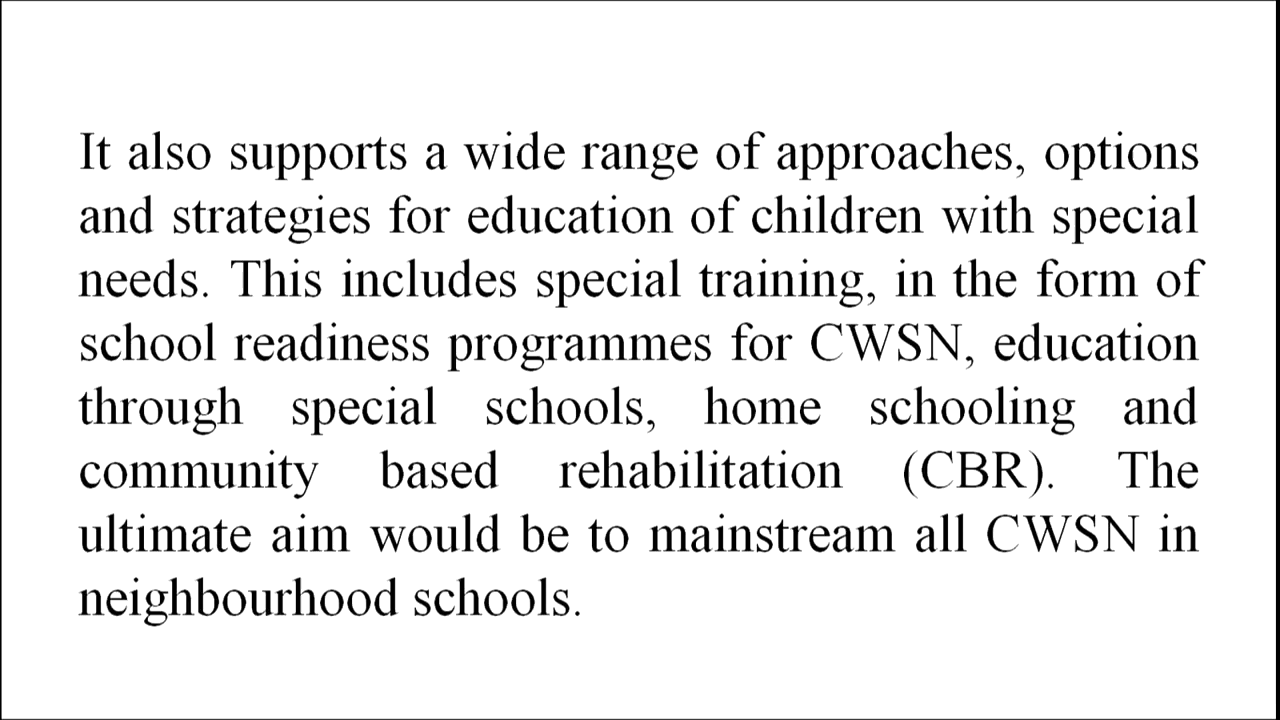 It also supports a wide range of approaches, options
and strategies for education of children with special
needs. This includes special training, in the form of
school readiness programmes for CWSN, education
through special schools, home schooling and
community based rehabilitation (CBR). The
ultimate aim would be to mainstream all CWSN in
neighbourhood schools.